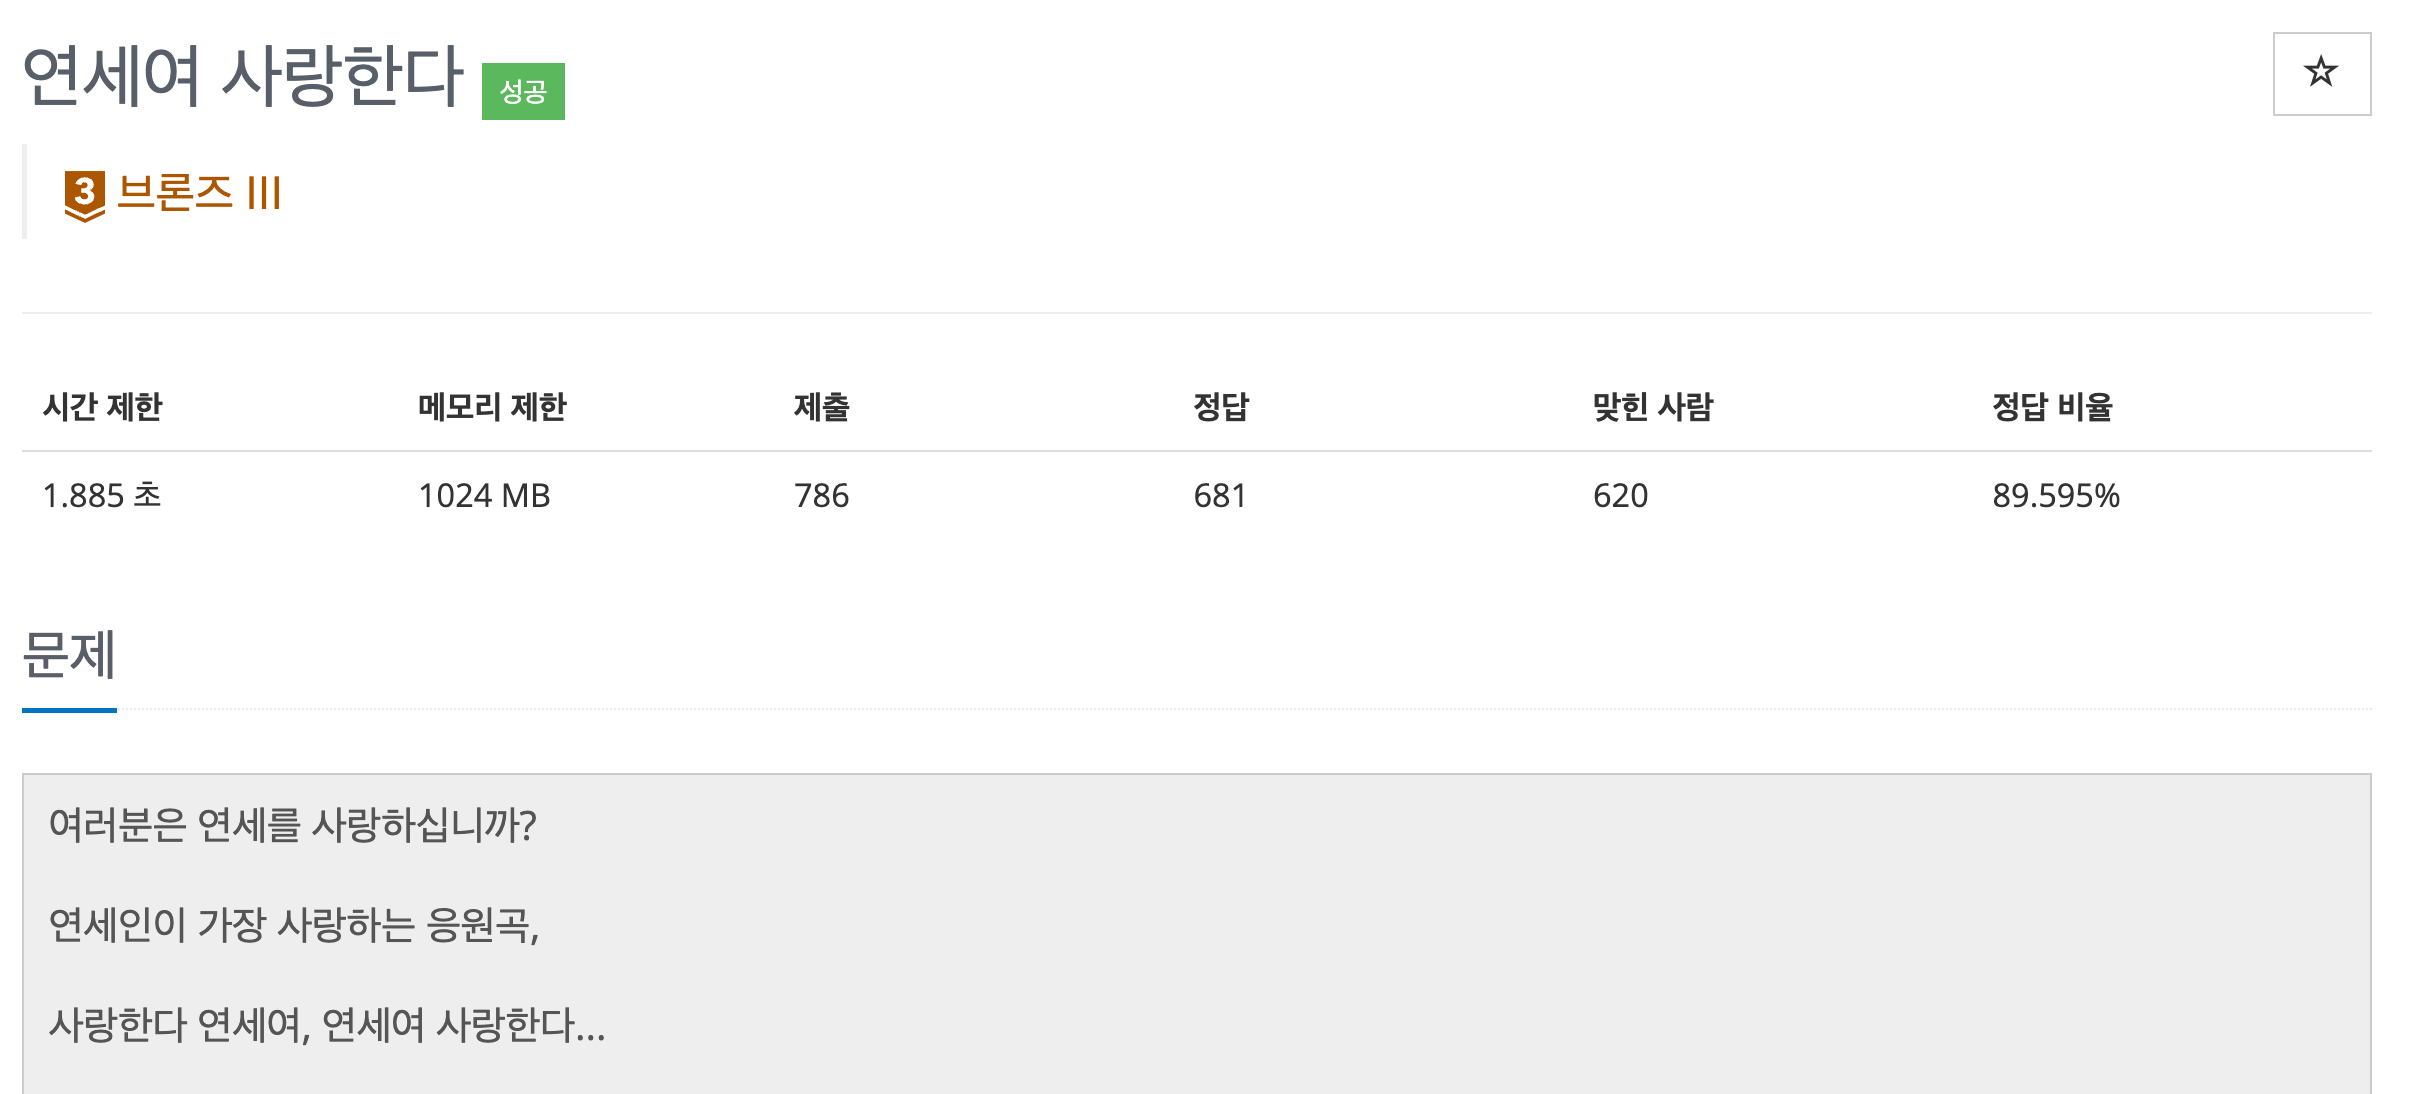 연세여 사랑한다 성공
3 브론즈 III
시간 제한 메모리 제한 제출 정답 맞힌 사람 정답 비율
1.885 초 1024 MB 786 681 620 89.595%
문제
여러분은 연세를 사랑하십니까?
연세인이 가장 사랑하는 응원곡,
사랑한다 연세여, 연세여 사랑한다...